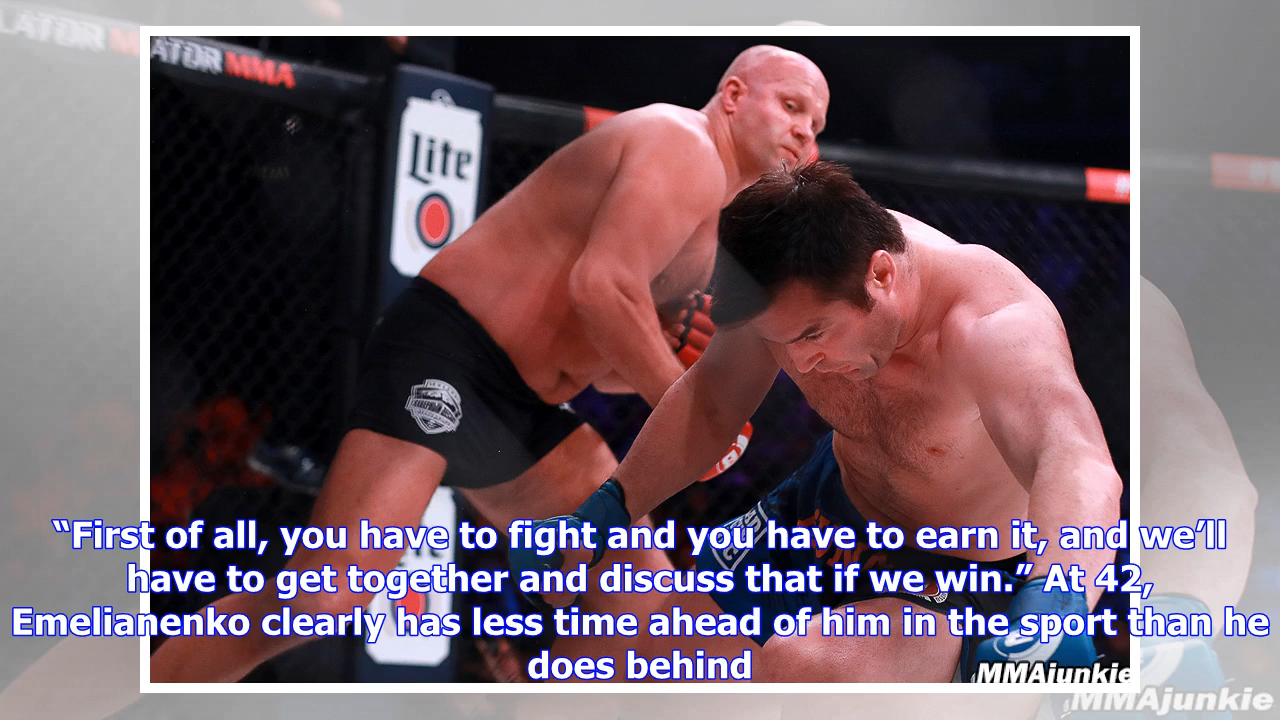 LATOR M
ATOR MMA
Lite
“First of all, you have to fight and you have to earn it, and we’ll
have to get together and discuss that if we win.” At 42,
Emelianenko clearly has less time ahead of him in the sport than he
does behind
MMAjunkie
MMAjunkie